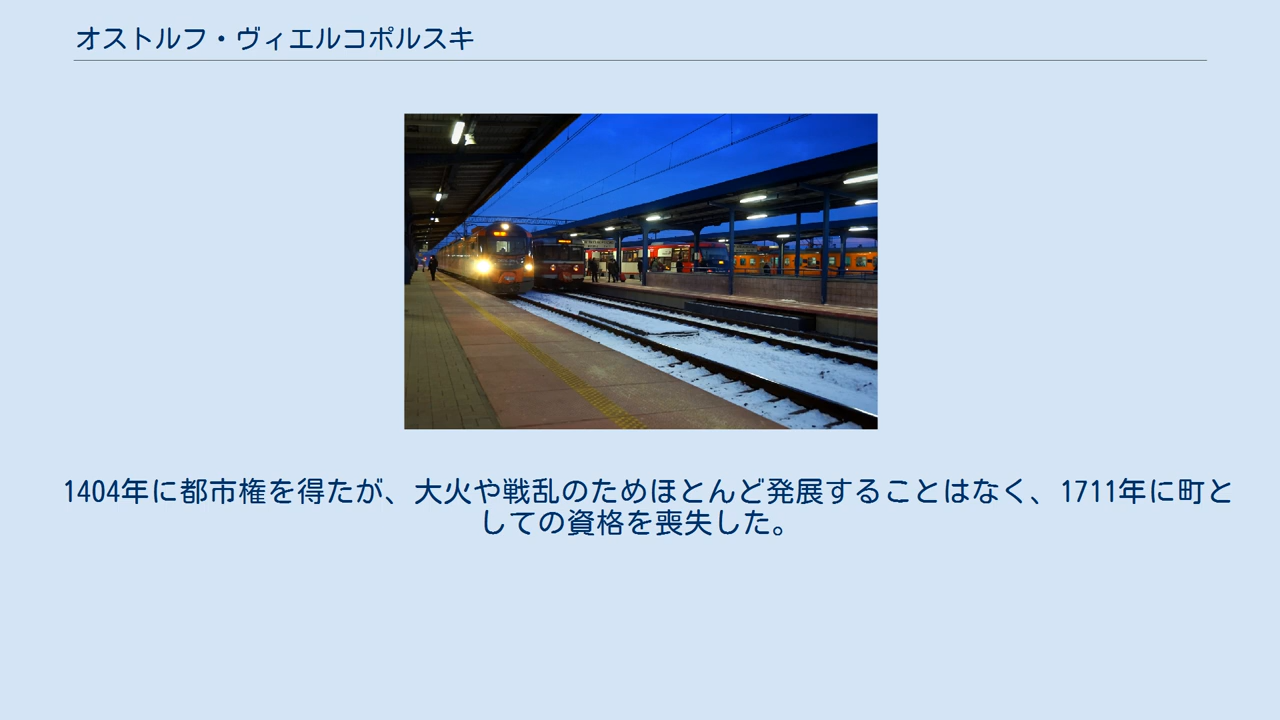 オストルフ・ヴィエルコポルスキ
1404年に都市権を得たが、大火や戦乱のためほとんど発展することはなく、1711年に町と
しての資格を喪失した。